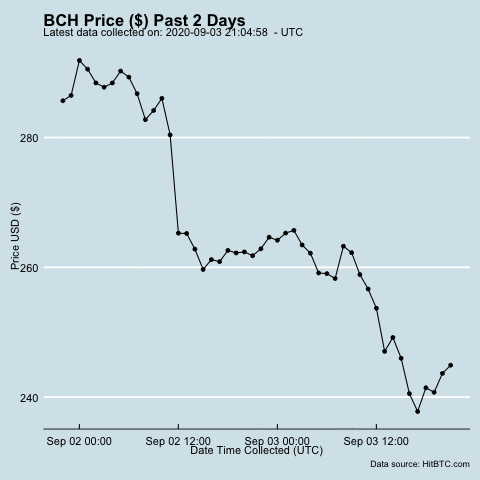 BCH Price ($) Past 2 Days
Latest data collected on: 2020-09-03 21:04:58 - UTC
280
260
240
Price USD ($)
Sep 02 00:00 Sep 02 12:00 Sep 03 00:00 Sep 03 12:00
Date Time Collected (UTC)
Data source: HitBTC.com